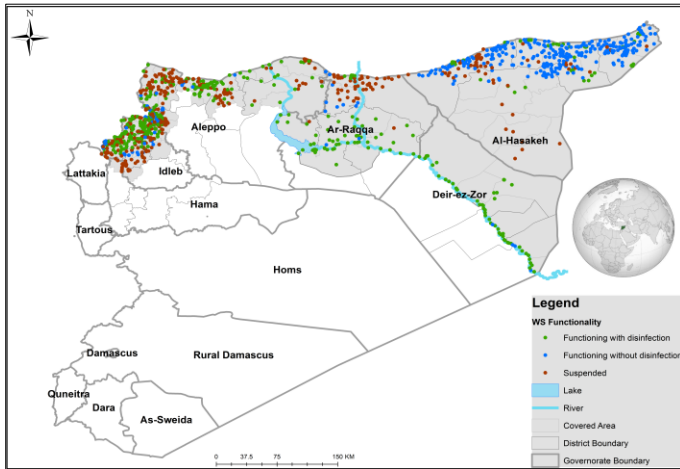 N
Aleppo
Ar-Raqqa
Al-Hasakeh
Lattakia
Idleb
Deir-ez-Zor
Hama
Tartous
Homs
Damascus
Rural Damascus
Quneitra
Dara
As-Sweida
0 37.5 75 150 KM
Legend
WS Functionality
Functioning with disinfection
Functioning without disinfection
Suspended
Lake
River
Covered Area
District Boundary
Governorate Boundary